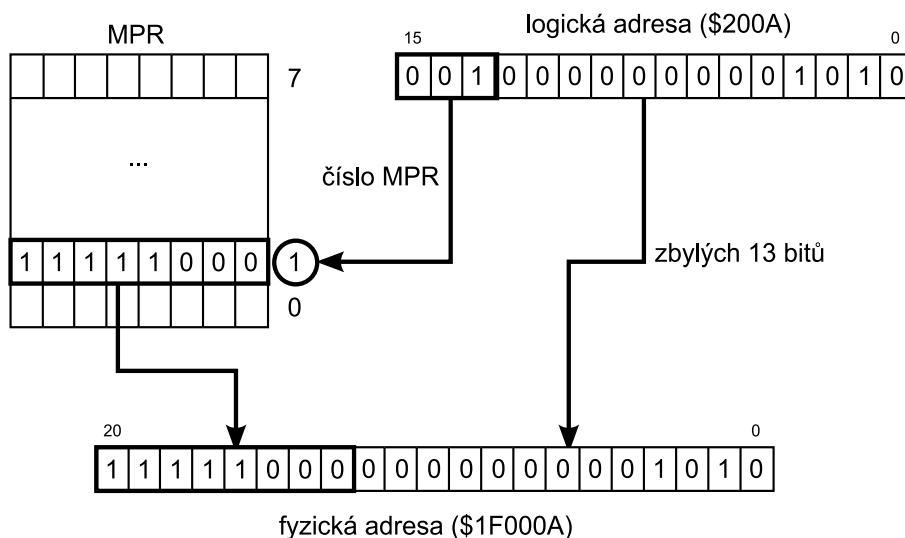 MPR
logická adresa ($200A)
15
0
0 0 1 0 0 0 0 0 0 0 0 0 1 0 1 0
7
...
číslo MPR
1 1 1 1 1 0 0 0
1
zbylých 13 bitů
0
20
0
1 1 1 1 1 0 0 0 0 0 0 0 0 0 0 0 0 1 0 1 0
fyzická adresa ($1F000A)